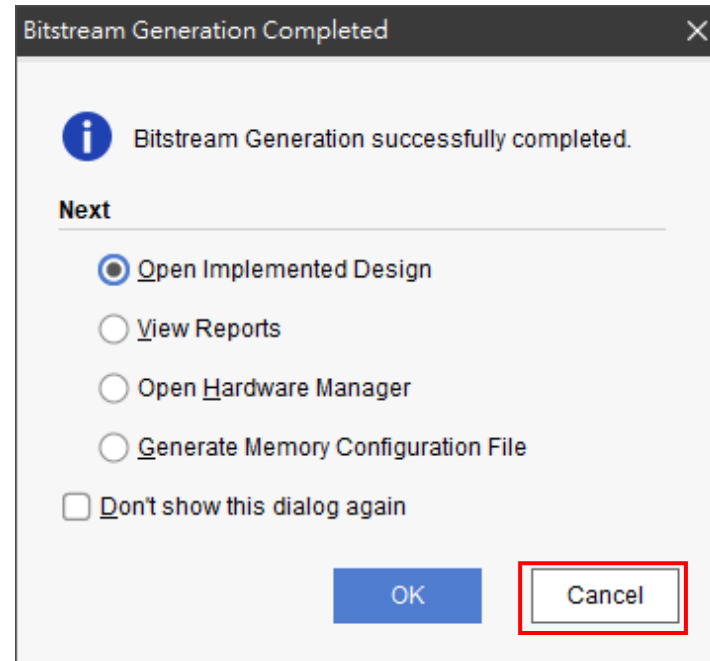 Bitstream Generation Completed
Bitstream Generation successfully completed.
Next
Open Implemented Design
View Reports
Open Hardware Manager
Generate Memory Configuration File
Don't show this dialog again
OK
Cancel